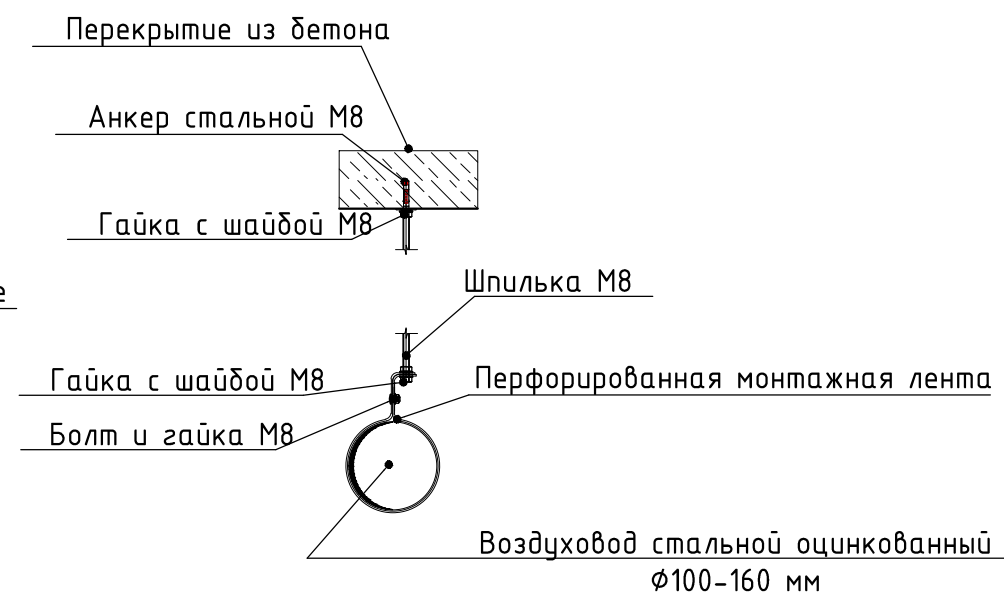 Перекрытие из бетона
Анкер стальной М8
Гайка с шайбой М8
Шпилька М8
Гайка с шайбой М8
Перфорированная монтажная лента
Болт и гайка М8
Воздуховод стальной оцинкованный
Ф100-160 мм